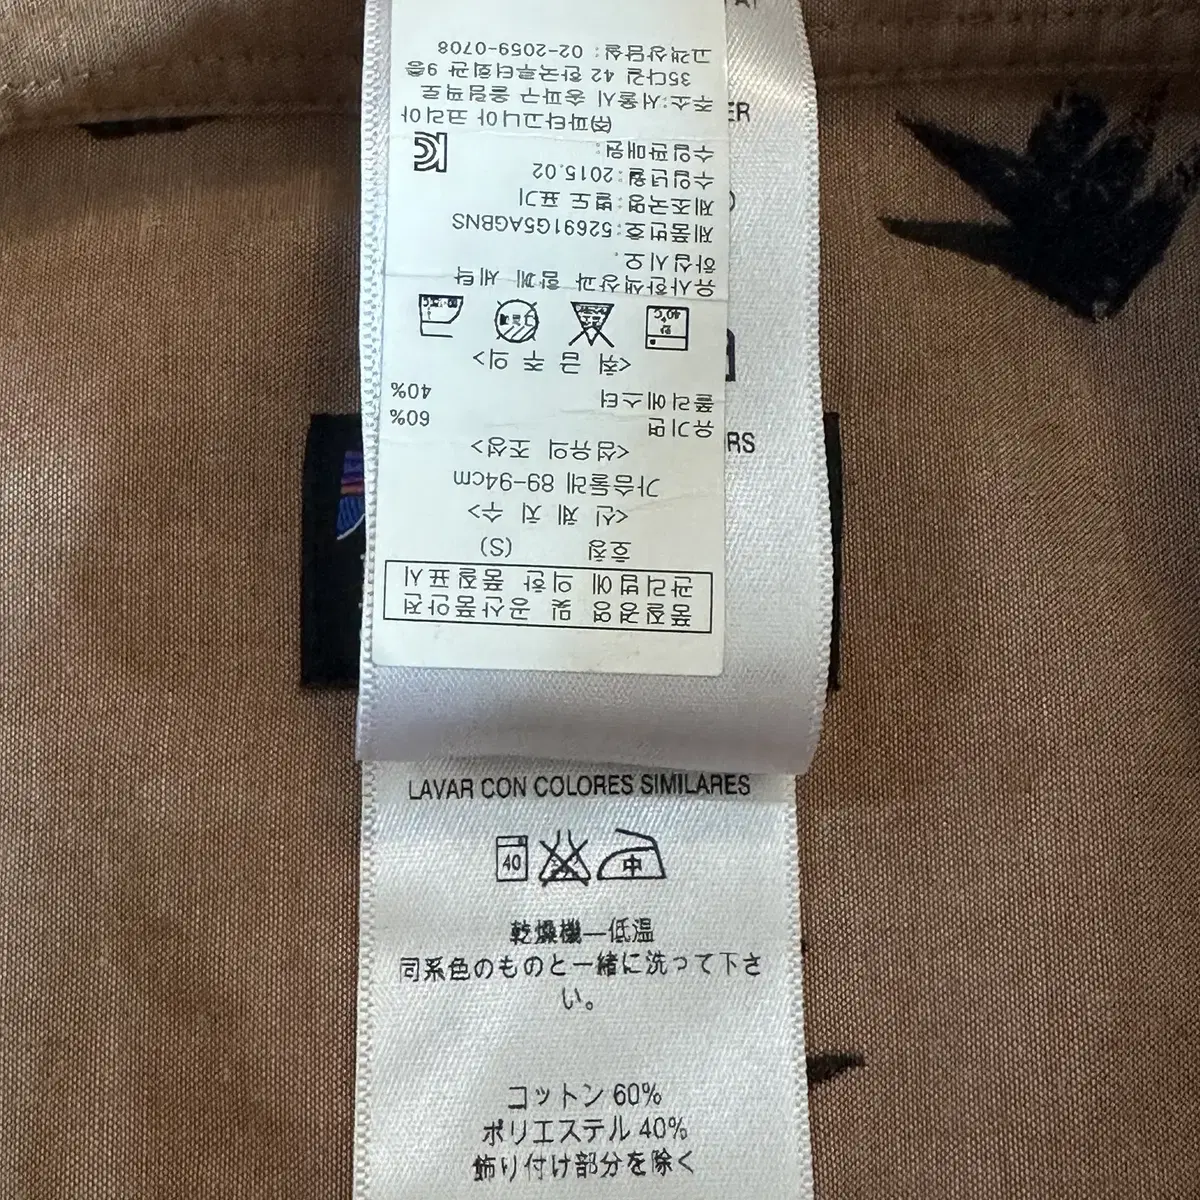 품질경영 및 공산품안전
관리법에 의한 품질표시
호칭 (S)
<신 체 치 수>
가슴둘레 89-94cm
<섬유의 조성>
유기면 60%
폴리에스터 40%
<취 급 주 의>
약
40℃
유사한색상과 함께 세탁
하십시오.
제품번호:52691G5AGBNS
제조국명:별도 표기
수입년월:2015.02
수입판매원:
㈜파타고니아 코리아
주소:서울시 송파구 올림픽로
35다길 42 한국루터회관 9층
고객상담실: 02-2059-0708
ER
RS
LAVAR CON COLORES SIMILARES
40
中
乾燥機—低温
同系色のものと一緒に洗って下さ
い。
コットン 60%
ポリエステル 40%
飾り付け部分を除く